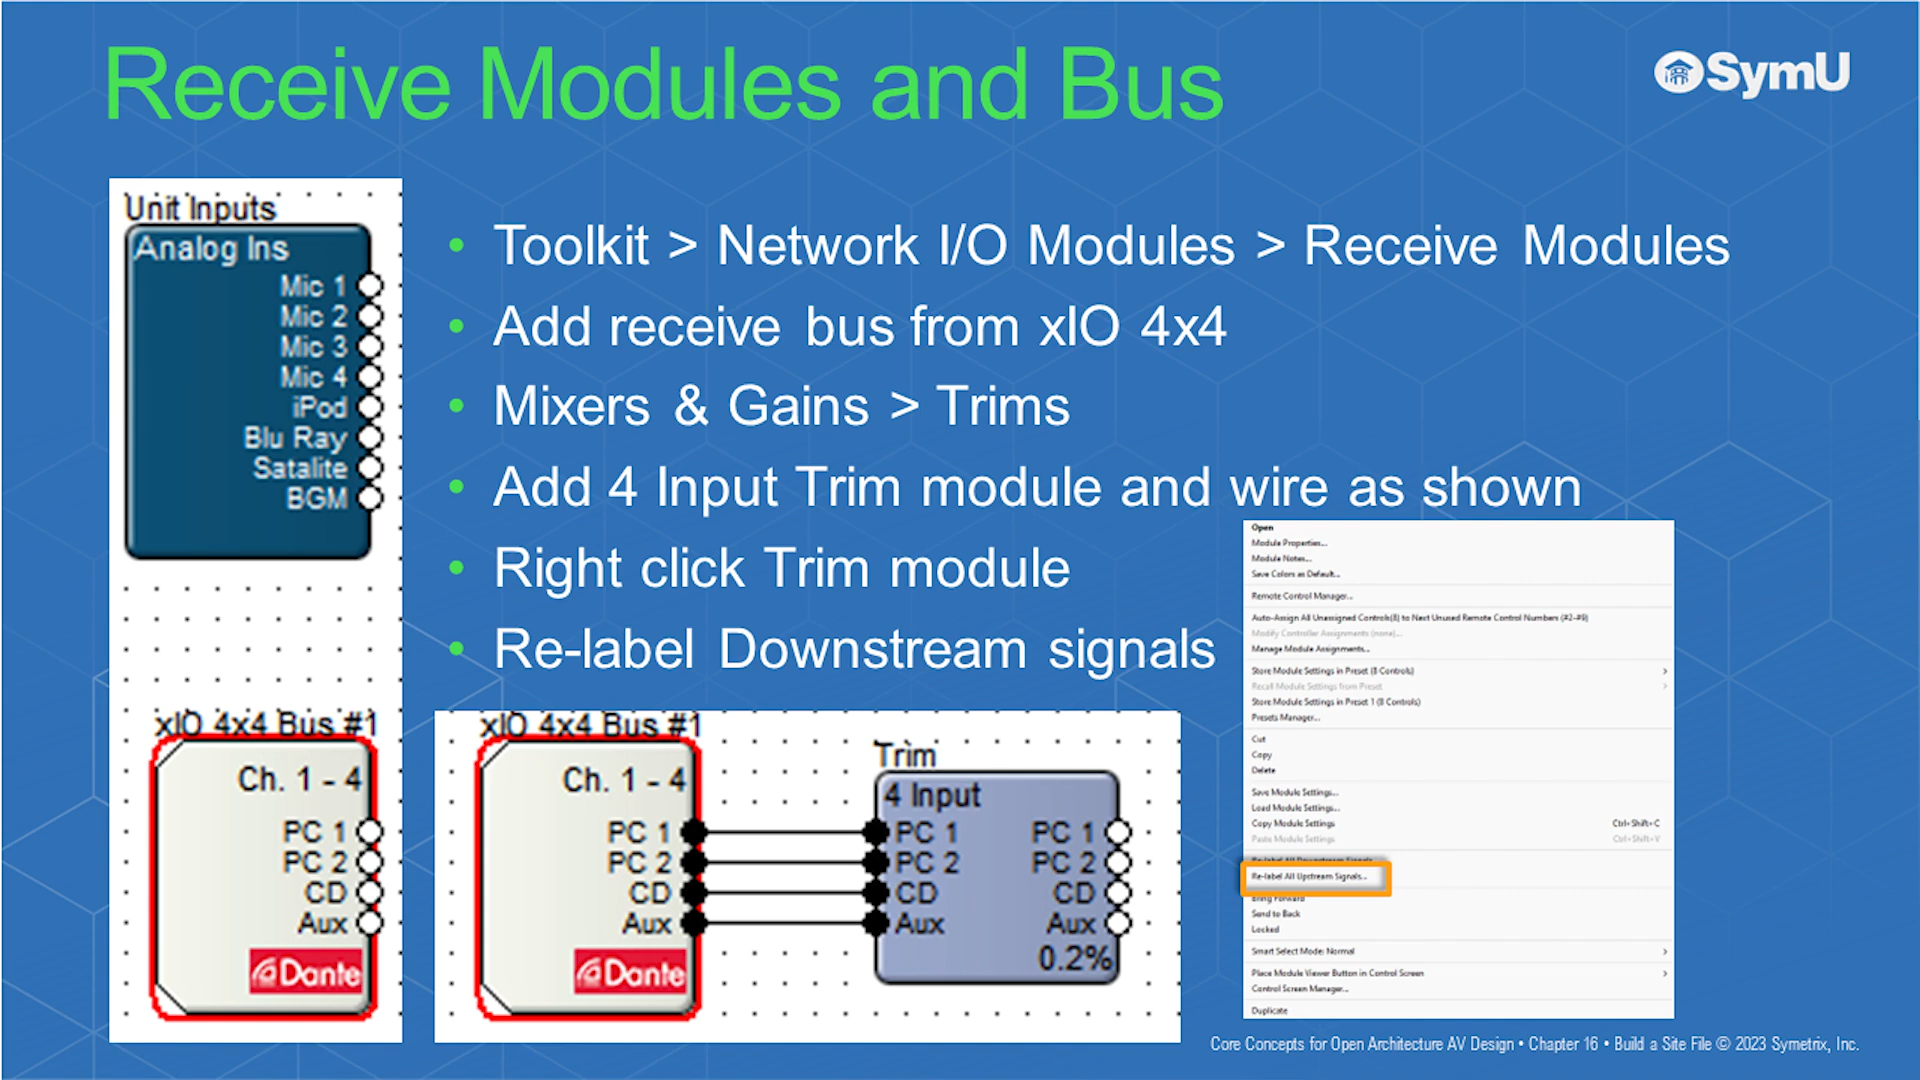 Receive Modules and Bus
SymU
Unit Inputs
Analog Ins
Mic 1
Mic 2
Mic 3
Mic 4
iPod
Blu Ray
Satalite
BGM
• Toolkit > Network I/O Modules > Receive Modules
• Add receive bus from xIO 4x4
• Mixers & Gains > Trims
• Add 4 Input Trim module and wire as shown
• Right click Trim module
• Re-label Downstream signals
xIO 4x4 Bus #1
Ch. 1 - 4
PC 1
PC 2
CD
Aux
Dante
xIO 4x4 Bus #1
Ch. 1 - 4
PC 1
PC 2
CD
Aux
Dante
Trim
4 Input
PC 1 PC 1
PC 2 PC 2
CD CD
Aux Aux
0.2%
Open
Module Properties...
Module Notes...
Save Colors as Default...
Remote Control Manager...
Auto-Assign All Unassigned Controls(8) to Next Unused Remote Control Numbers (#2-#9)
Modify Controller Assignments (none)...
Manage Module Assignments...
Store Module Settings in Preset (8 Controls) >
Recall Module Settings from Preset >
Store Module Settings in Preset 1 (8 Controls)
Presets Manager...
Cut
Copy
Delete
Save Module Settings...
Load Module Settings...
Copy Module Settings Ctrl+Shift+C
Paste Module Settings Ctrl+Shift+V
Re-label All Downstream Signals...
Re-label All Upstream Signals...
Bring Forward
Send to Back
Locked
Smart Select Mode: Normal >
Place Module Viewer Button in Control Screen >
Control Screen Manager...
Duplicate
Core Concepts for Open Architecture AV Design • Chapter 16 • Build a Site File © 2023 Symetrix, Inc.